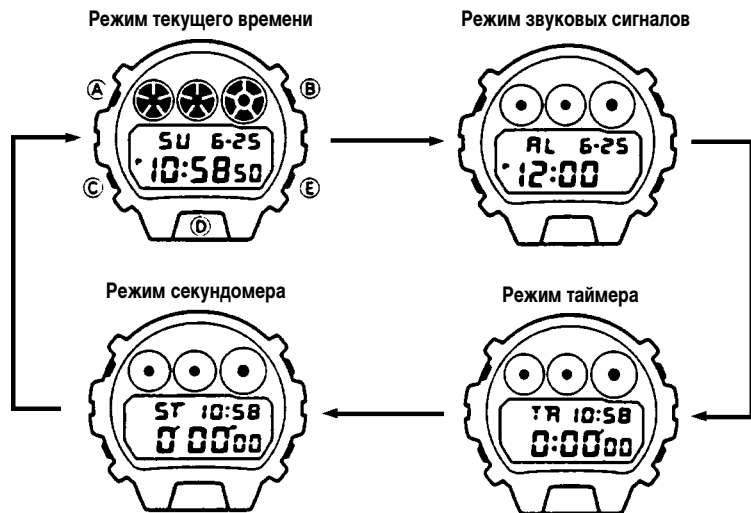 Режим текущего времени
Режим звуковых сигналов
A
B
SU 6-25
10:58 50
C
E
D
AL 6-25
12:00
Режим секундомера
Режим таймера
ST 10:58
0'00"00
TR 10:58
0:00 00